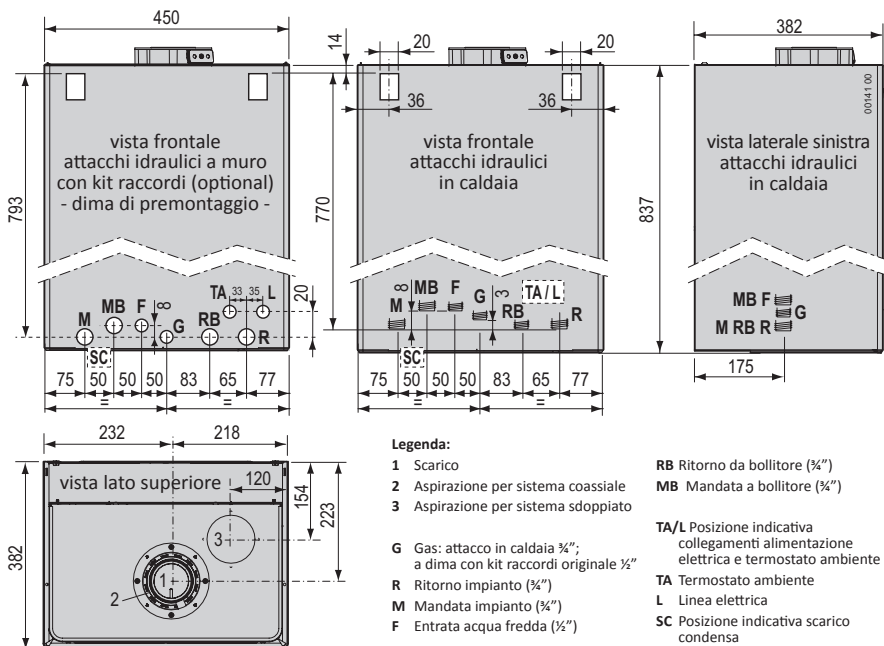 450
382
14
20
20
36
36
793
770
837
00141 00
vista frontale
attacchi idraulici a muro
con kit raccordi (optional)
- dima di premontaggio -
vista frontale
attacchi idraulici
in caldaia
vista laterale sinistra
attacchi idraulici
in caldaia
M MB F 8 G TA 33 35 L RB R 20
SC
75 50 50 50 83 65 77
= =
M 8 MB F G 3 RB TA / L R
SC
75 50 50 50 83 65 77
= =
MB F
G
M RB R
175
232 218
vista lato superiore
120
154
223
382
3
1
2
Legenda:
1 Scarico
2 Aspirazione per sistema coassiale
3 Aspirazione per sistema sdoppiato
G Gas: attacco in caldaia ¾”;
a dima con kit raccordi originale ½”
R Ritorno impianto (¾”)
M Mandata impianto (¾”)
F Entrata acqua fredda (½”)
RB Ritorno da bollitore (¾”)
MB Mandata a bollitore (¾”)
TA/L Posizione indicativa
collegamenti alimentazione
elettrica e termostato ambiente
TA Termostato ambiente
L Linea elettrica
SC Posizione indicativa scarico
condensa